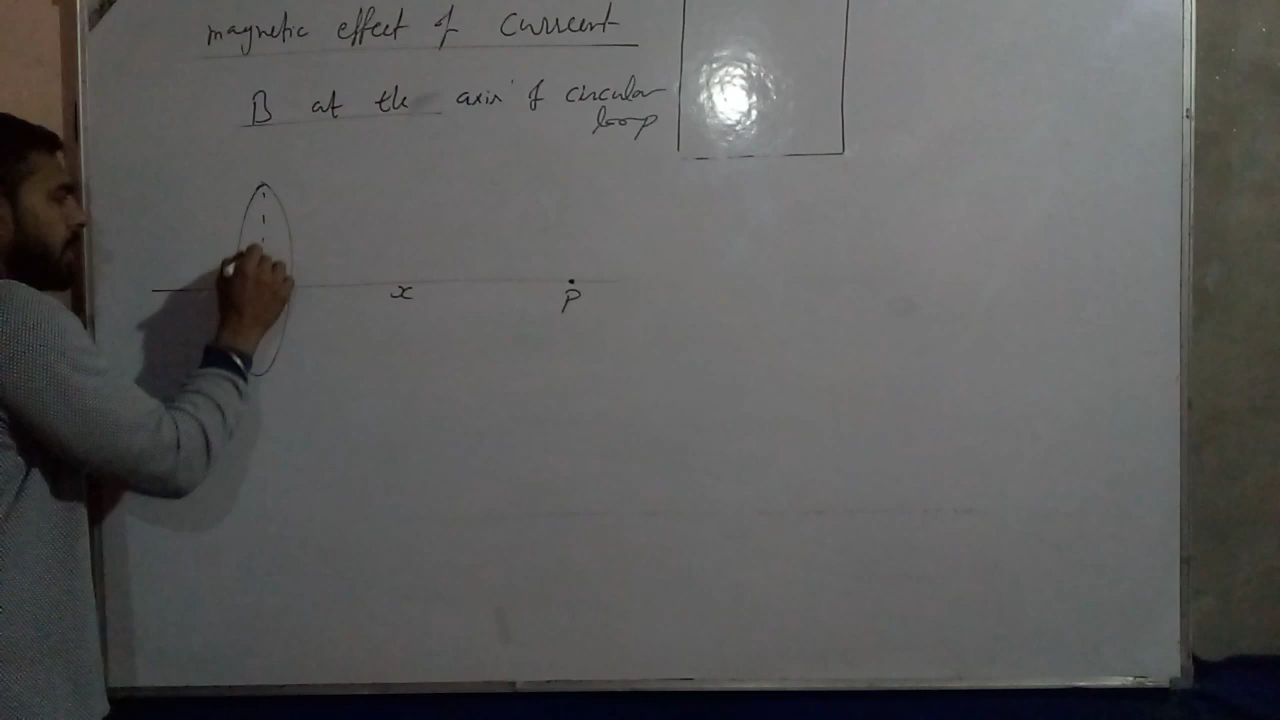 magnetic effect of current
B at the axis of circular
loop
x
P